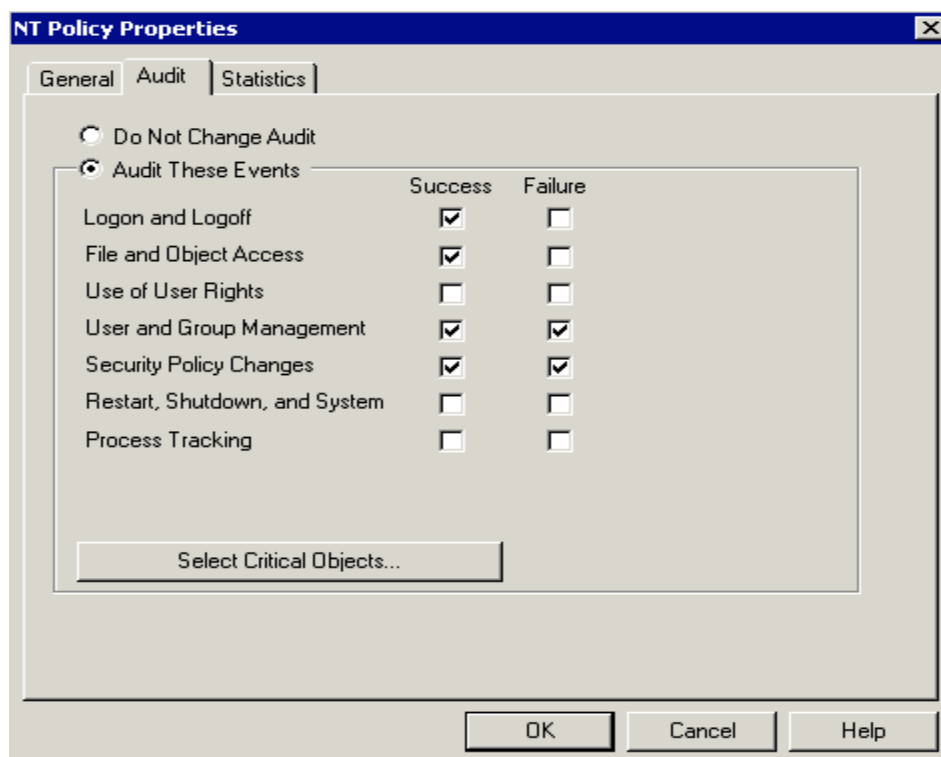 NT Policy Properties
General Audit Statistics
Do Not Change Audit
Audit These Events
Success Failure
Logon and Logoff
File and Object Access
Use of User Rights
User and Group Management
Security Policy Changes
Restart, Shutdown, and System
Process Tracking
Select Critical Objects...
OK Cancel Help